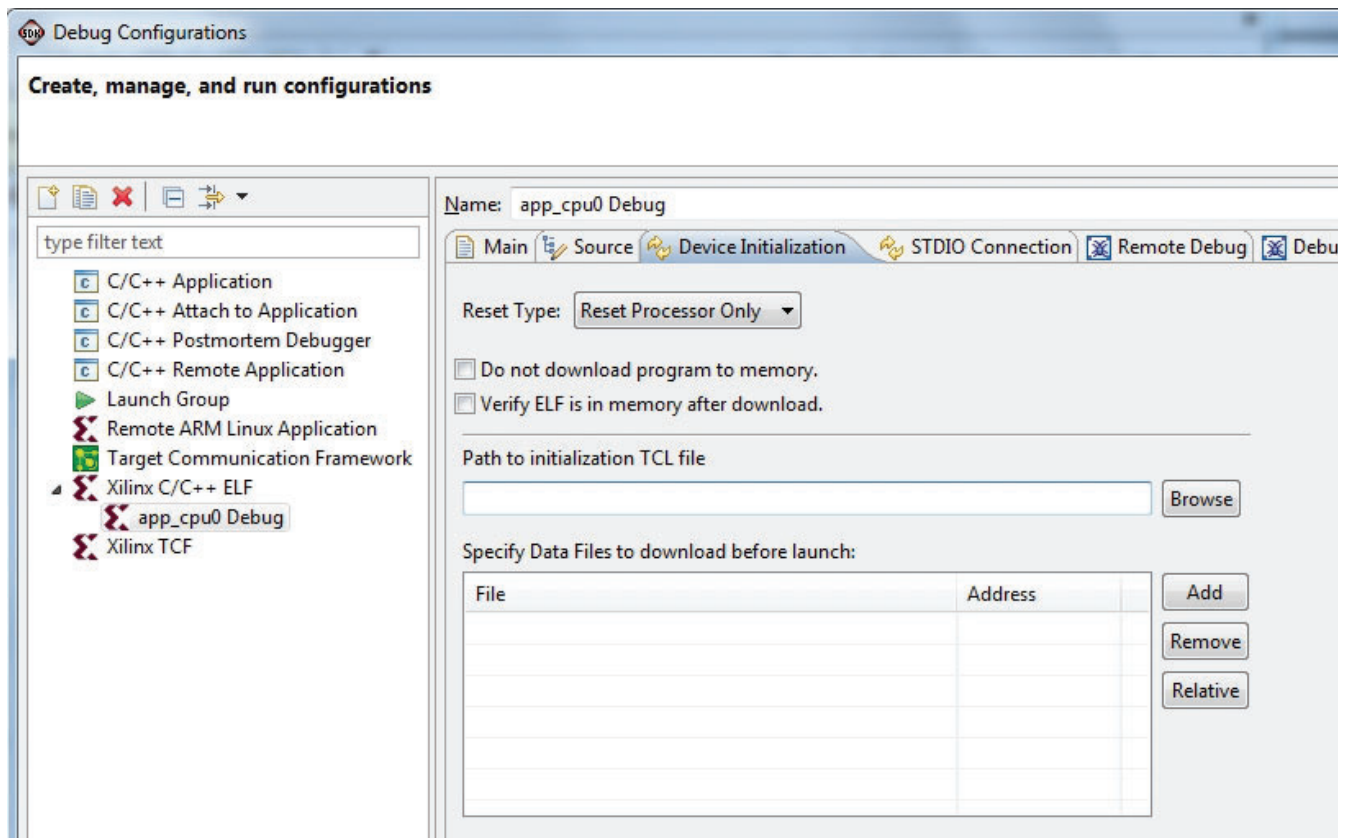 SDK Debug Configurations
Create, manage, and run configurations
type filter text
C/C++ Application
C/C++ Attach to Application
C/C++ Postmortem Debugger
C/C++ Remote Application
Launch Group
Remote ARM Linux Application
Target Communication Framework
Xilinx C/C++ ELF
app_cpu0 Debug
Xilinx TCF
Name: app_cpu0 Debug
Main Source Device Initialization STDIO Connection Remote Debug Debu
Reset Type: Reset Processor Only
Do not download program to memory.
Verify ELF is in memory after download.
Path to initialization TCL file
Browse
Specify Data Files to download before launch:
File Address Add
Remove
Relative